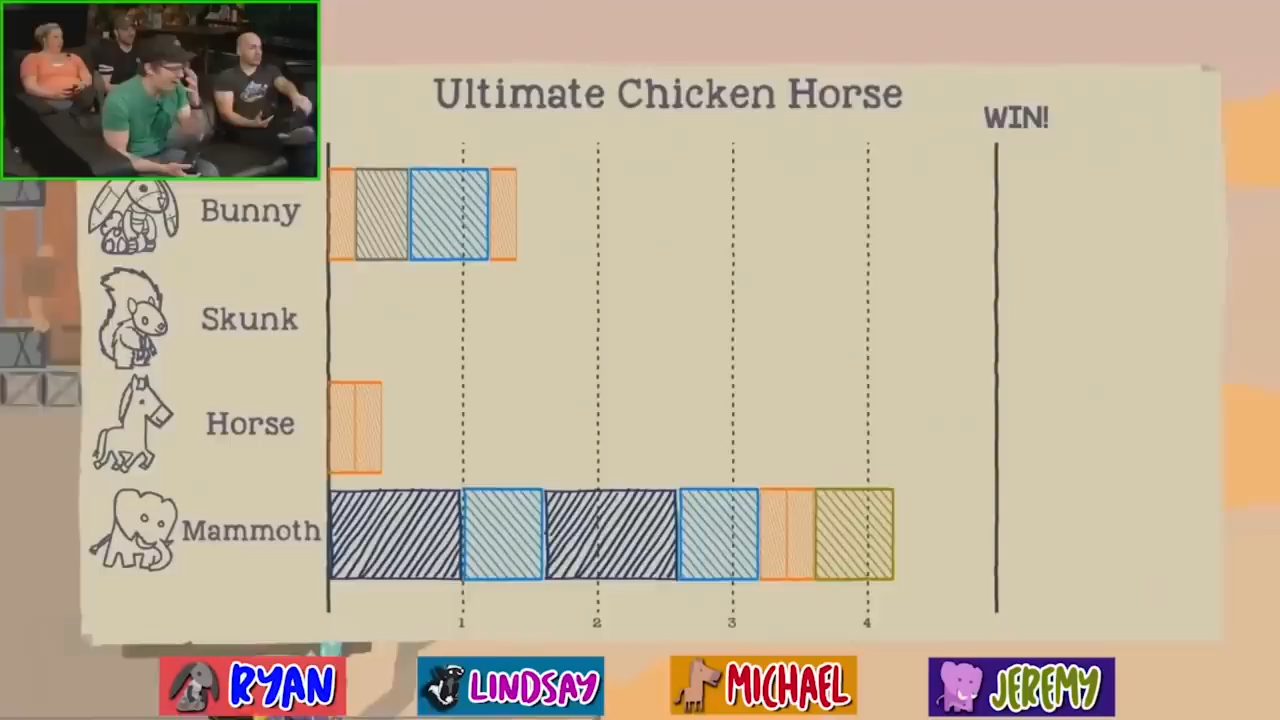 Ultimate Chicken Horse
WIN!
Bunny
Skunk
Horse
Mammoth
1 2 3 4
RYAN LINDSAY MICHAEL JEREMY